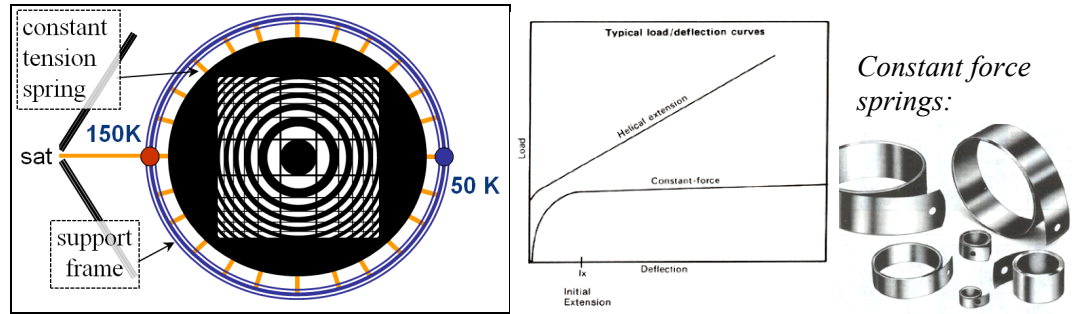 constant
tension
spring
150K
sat
50 K
support
frame
Typical load/deflection curves
Load
Helical extension
Constant-force
Ix
Deflection
Initial
Extension
Constant force
springs: